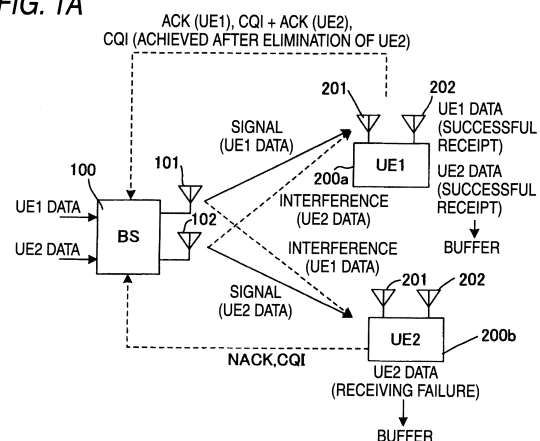 FIG. 1A
ACK (UE1), CQI + ACK (UE2),
CQI (ACHIEVED AFTER ELIMINATION OF UE2)
201
202
SIGNAL
(UE1 DATA)
UE1 DATA
(SUCCESSFUL
RECEIPT)
UE1
200a
UE2 DATA
(SUCCESSFUL
RECEIPT)
BUFFER
100
101
102
UE1 DATA
UE2 DATA
BS
INTERFERENCE
(UE2 DATA)
INTERFERENCE
(UE1 DATA)
SIGNAL
(UE2 DATA)
201
202
UE2
200b
NACK,CQI
UE2 DATA
(RECEIVING FAILURE)
BUFFER